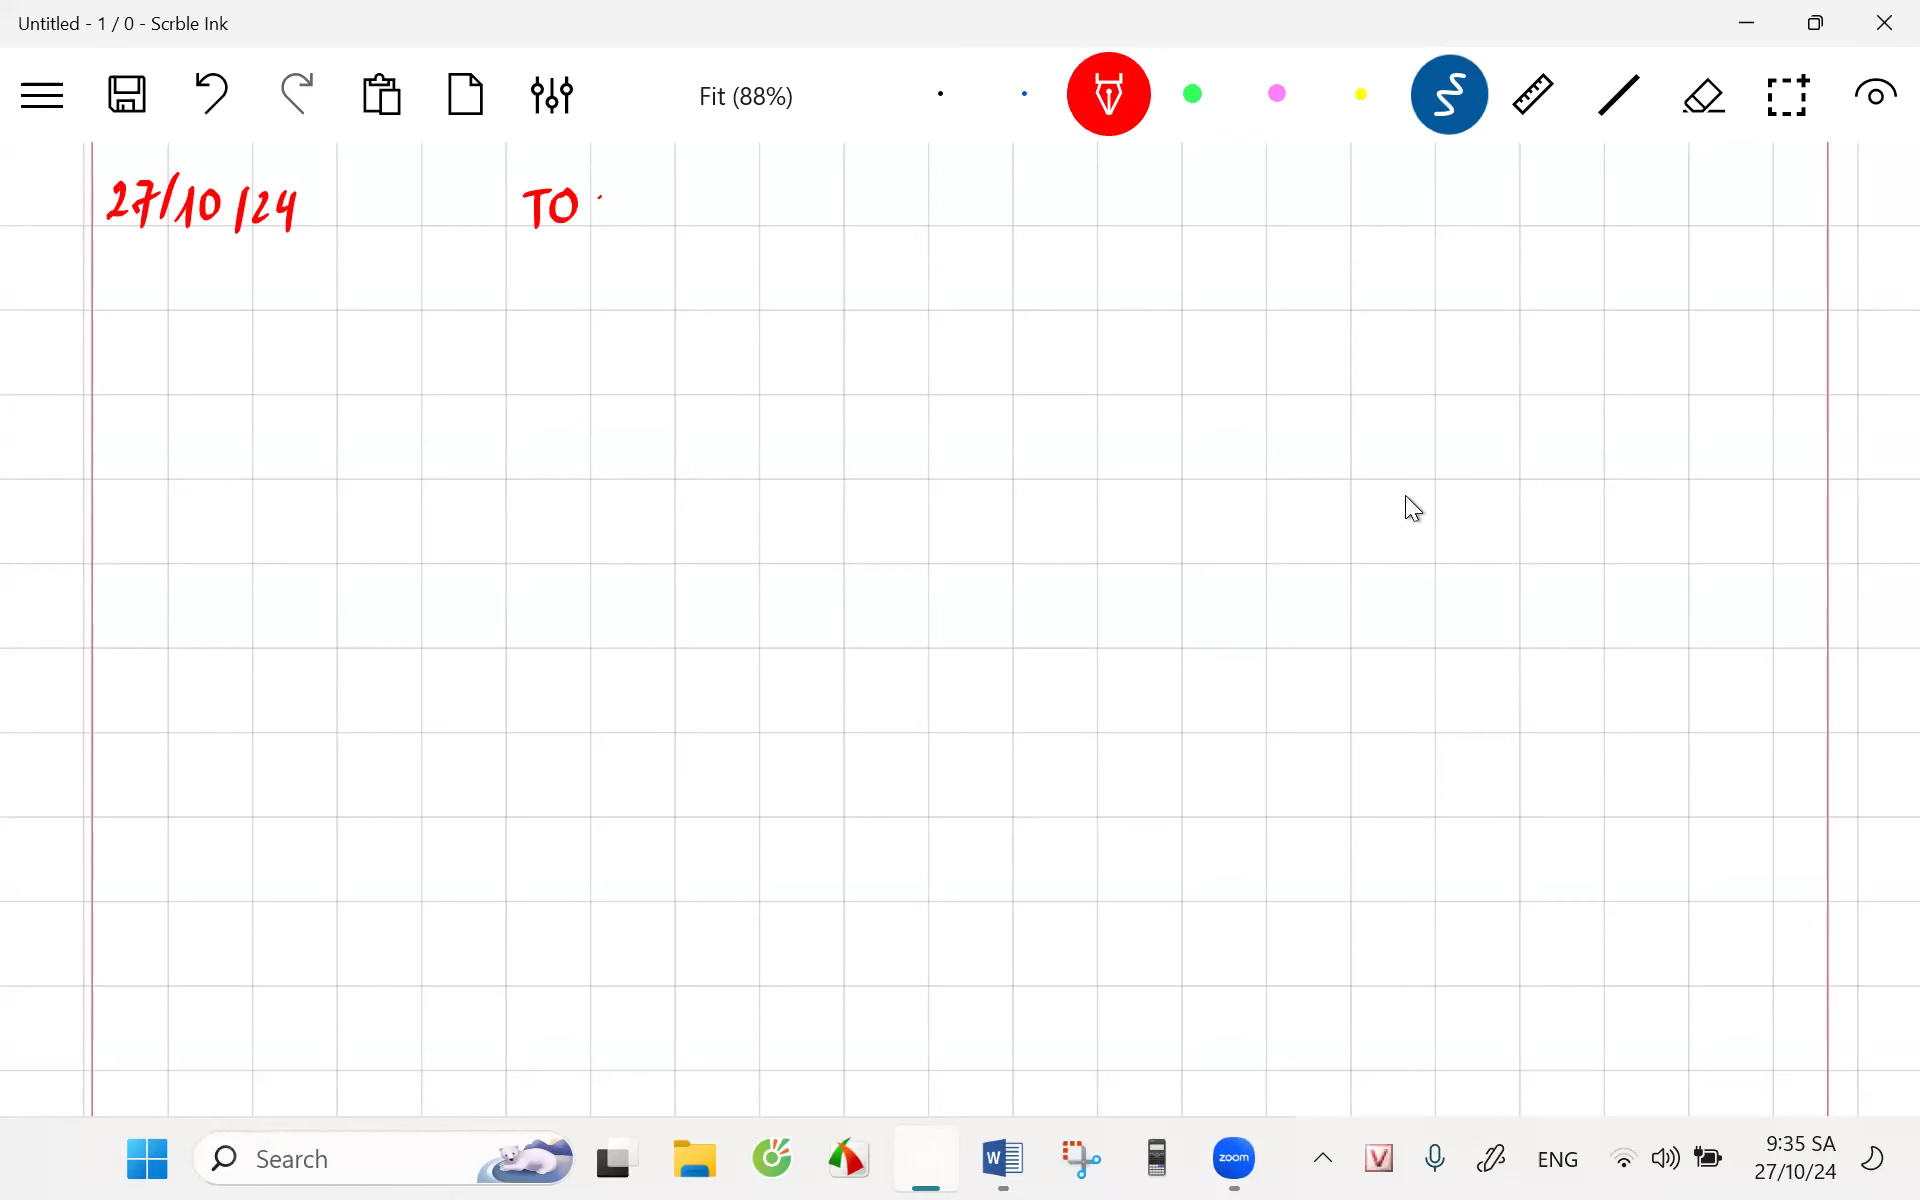 Untitled - 1 / 0 - Scrble Ink
Fit (88%)
27/10/24 TO
Search
zoom
V
ENG
9:35 SA
27/10/24